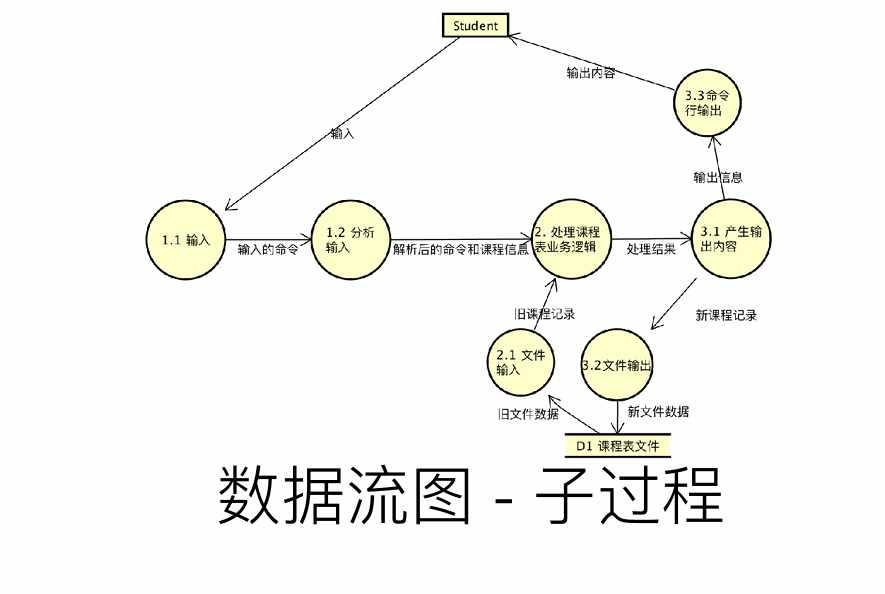 Student
输出内容
3.3命令
行输出
输入
输出信息
1.1 输入
输入的命令
1.2 分析
输入
解析后的命令和课程信息
2. 处理课程
表业务逻辑
处理结果
3.1 产生输
出内容
旧课程记录
新课程记录
2.1 文件
输入
3.2文件输出
旧文件数据
新文件数据
D1 课程表文件
数据流图 - 子过程